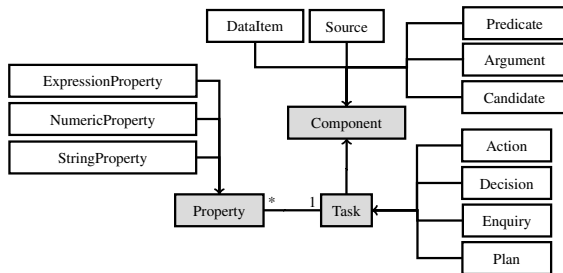 DataItem
Source
Predicate
Argument
Candidate
ExpressionProperty
NumericProperty
StringProperty
Component
Action
Decision
Enquiry
Plan
Property
* 1
Task